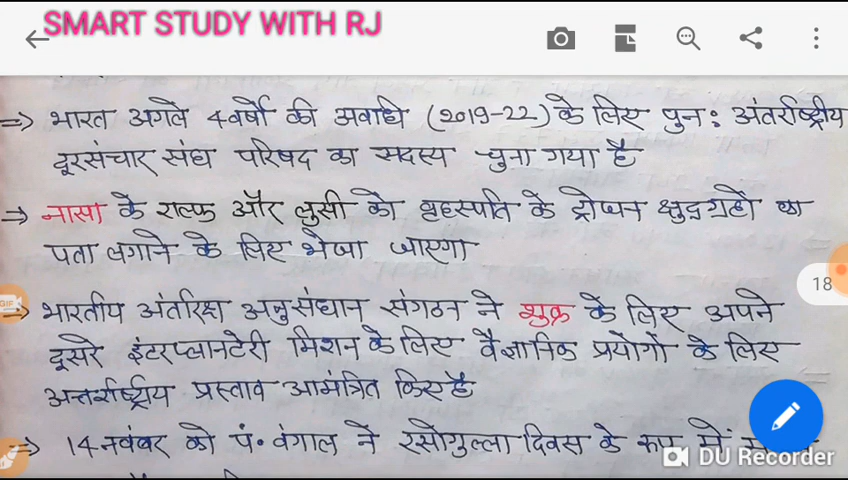 SMART STUDY WITH RJ
⇒ भारत अगले 4 वर्षों की अवधि (2019-22) के लिए पुनः अंतर्राष्ट्रीय
दूरसंचार संघ परिषद का सदस्य चुना गया है
⇒ नासा के राल्फ और लुसी को बृहस्पति के ट्रोजन क्षुद्रग्रहों का
पता लगाने के लिए भेजा जाएगा
18
GIF
⇒ भारतीय अंतरिक्ष अनुसंधान संगठन ने शुक्र के लिए अपने
दूसरे इंटरप्लानटेरी मिशन के लिए वैज्ञानिक प्रयोगों के लिए
अन्तर्राष्ट्रीय प्रस्ताव आमंत्रित किए है
⇒ 14 नवंबर को पं. बंगाल ने रसोगुल्ला दिवस के रूप में
DU Recorder